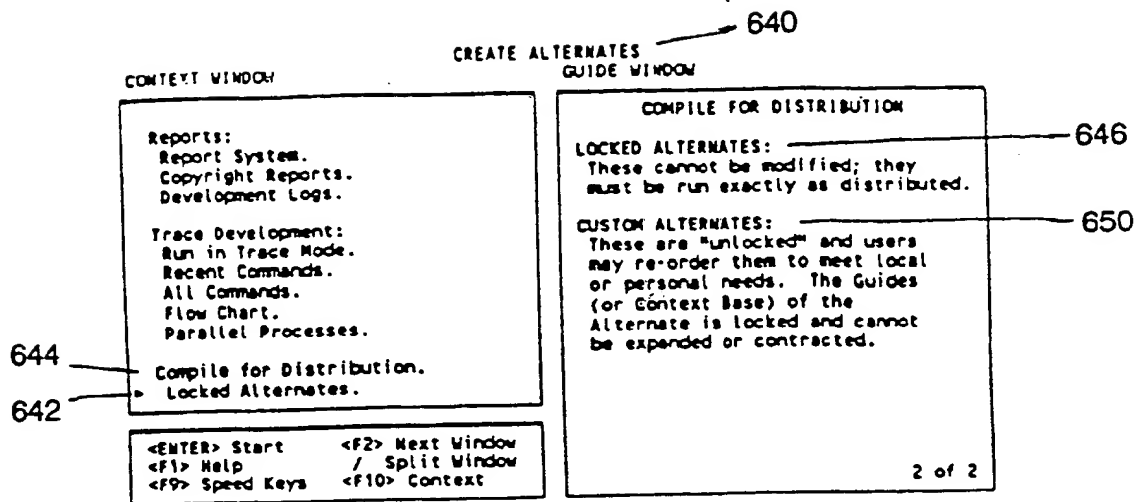 640
CREATE ALTERNATES
CONTEXT WINDOW
Reports:
Report System.
Copyright Reports.
Development Logs.
Trace Development:
Run in Trace Mode.
Recent Commands.
All Commands.
Flow Chart.
Parallel Processes.
644
Compile for Distribution.
642
Locked Alternates.
<ENTER> Start <F2> Next Window
<F1> Help / Split Window
<F9> Speed Keys <F10> Context
GUIDE WINDOW
COMPILE FOR DISTRIBUTION
646
LOCKED ALTERNATES:
These cannot be modified; they
must be run exactly as distributed.
650
CUSTOM ALTERNATES:
These are "unlocked" and users
may re-order them to meet local
or personal needs. The Guides
(or Context Base) of the
Alternate is locked and cannot
be expanded or contracted.
2 of 2